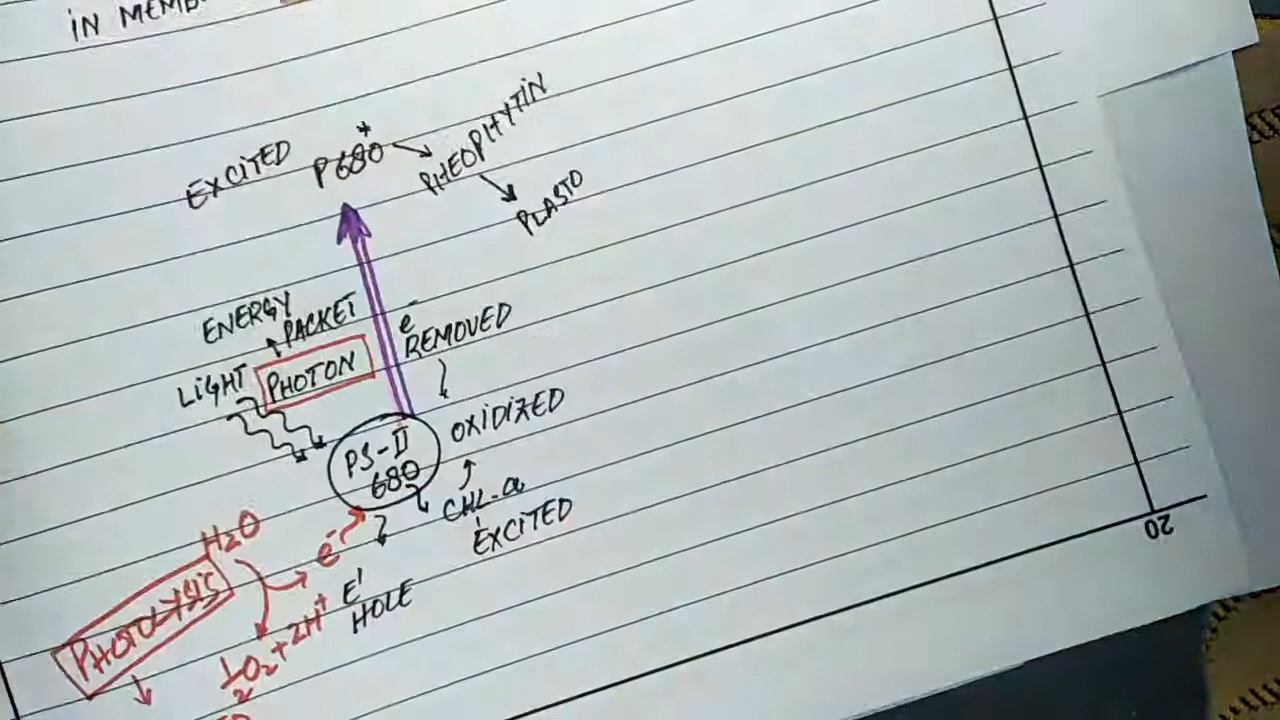 IN MEMB
EXCITED P680*
PHEOPHYTIN
PLASTO
ENERGY
PACKET
LIGHT PHOTON
e-
REMOVED
OXIDIZED
PS-II
680
CHL-a
EXCITED
H2O
e-
PHOTOLYSIS
E'
HOLE
1/2O2+2H+
20